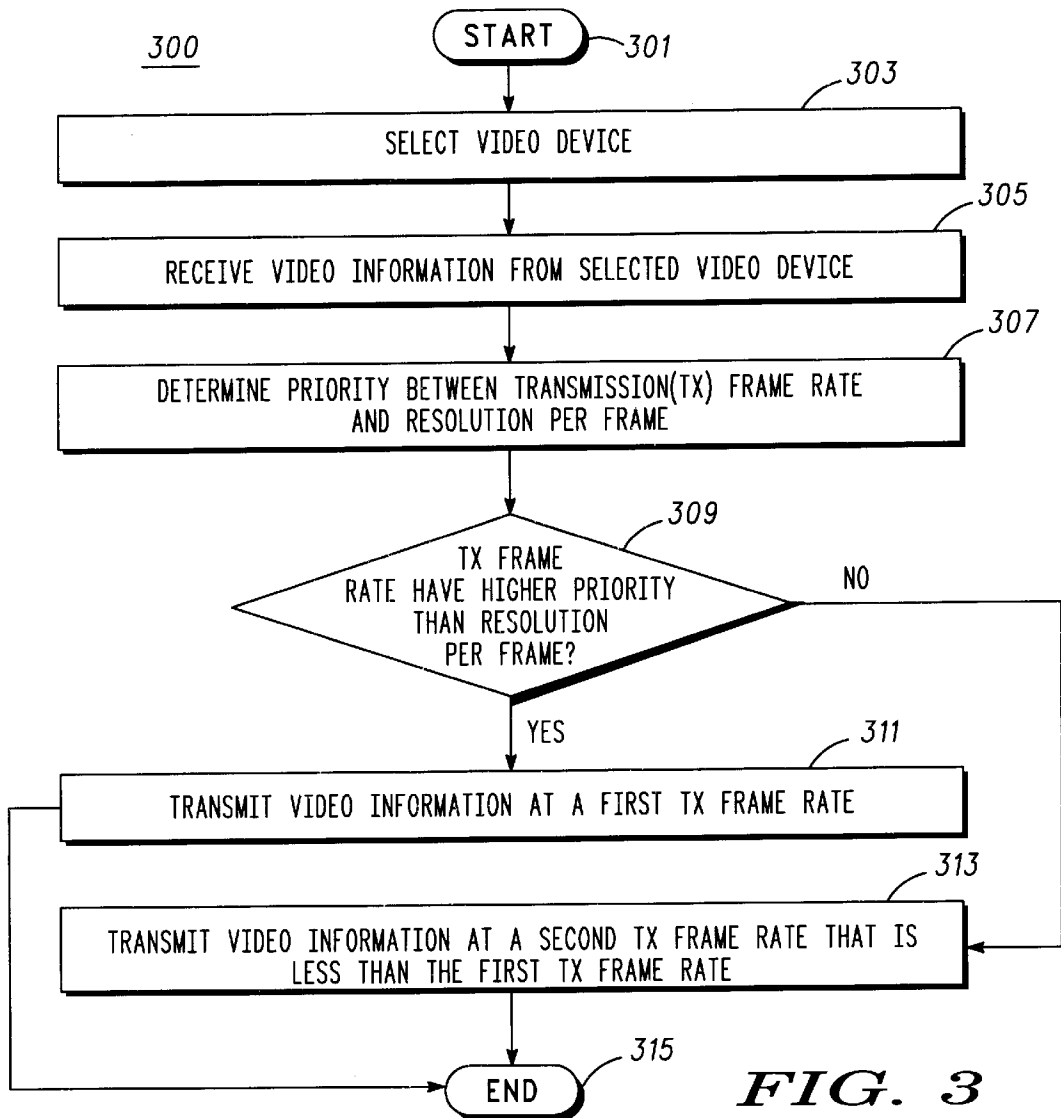 300
START
301
303
SELECT VIDEO DEVICE
305
RECEIVE VIDEO INFORMATION FROM SELECTED VIDEO DEVICE
307
DETERMINE PRIORITY BETWEEN TRANSMISSION(TX) FRAME RATE
AND RESOLUTION PER FRAME
309
TX FRAME
RATE HAVE HIGHER PRIORITY
THAN RESOLUTION
PER FRAME?
NO
YES
311
TRANSMIT VIDEO INFORMATION AT A FIRST TX FRAME RATE
313
TRANSMIT VIDEO INFORMATION AT A SECOND TX FRAME RATE THAT IS
LESS THAN THE FIRST TX FRAME RATE
315
END
FIG. 3